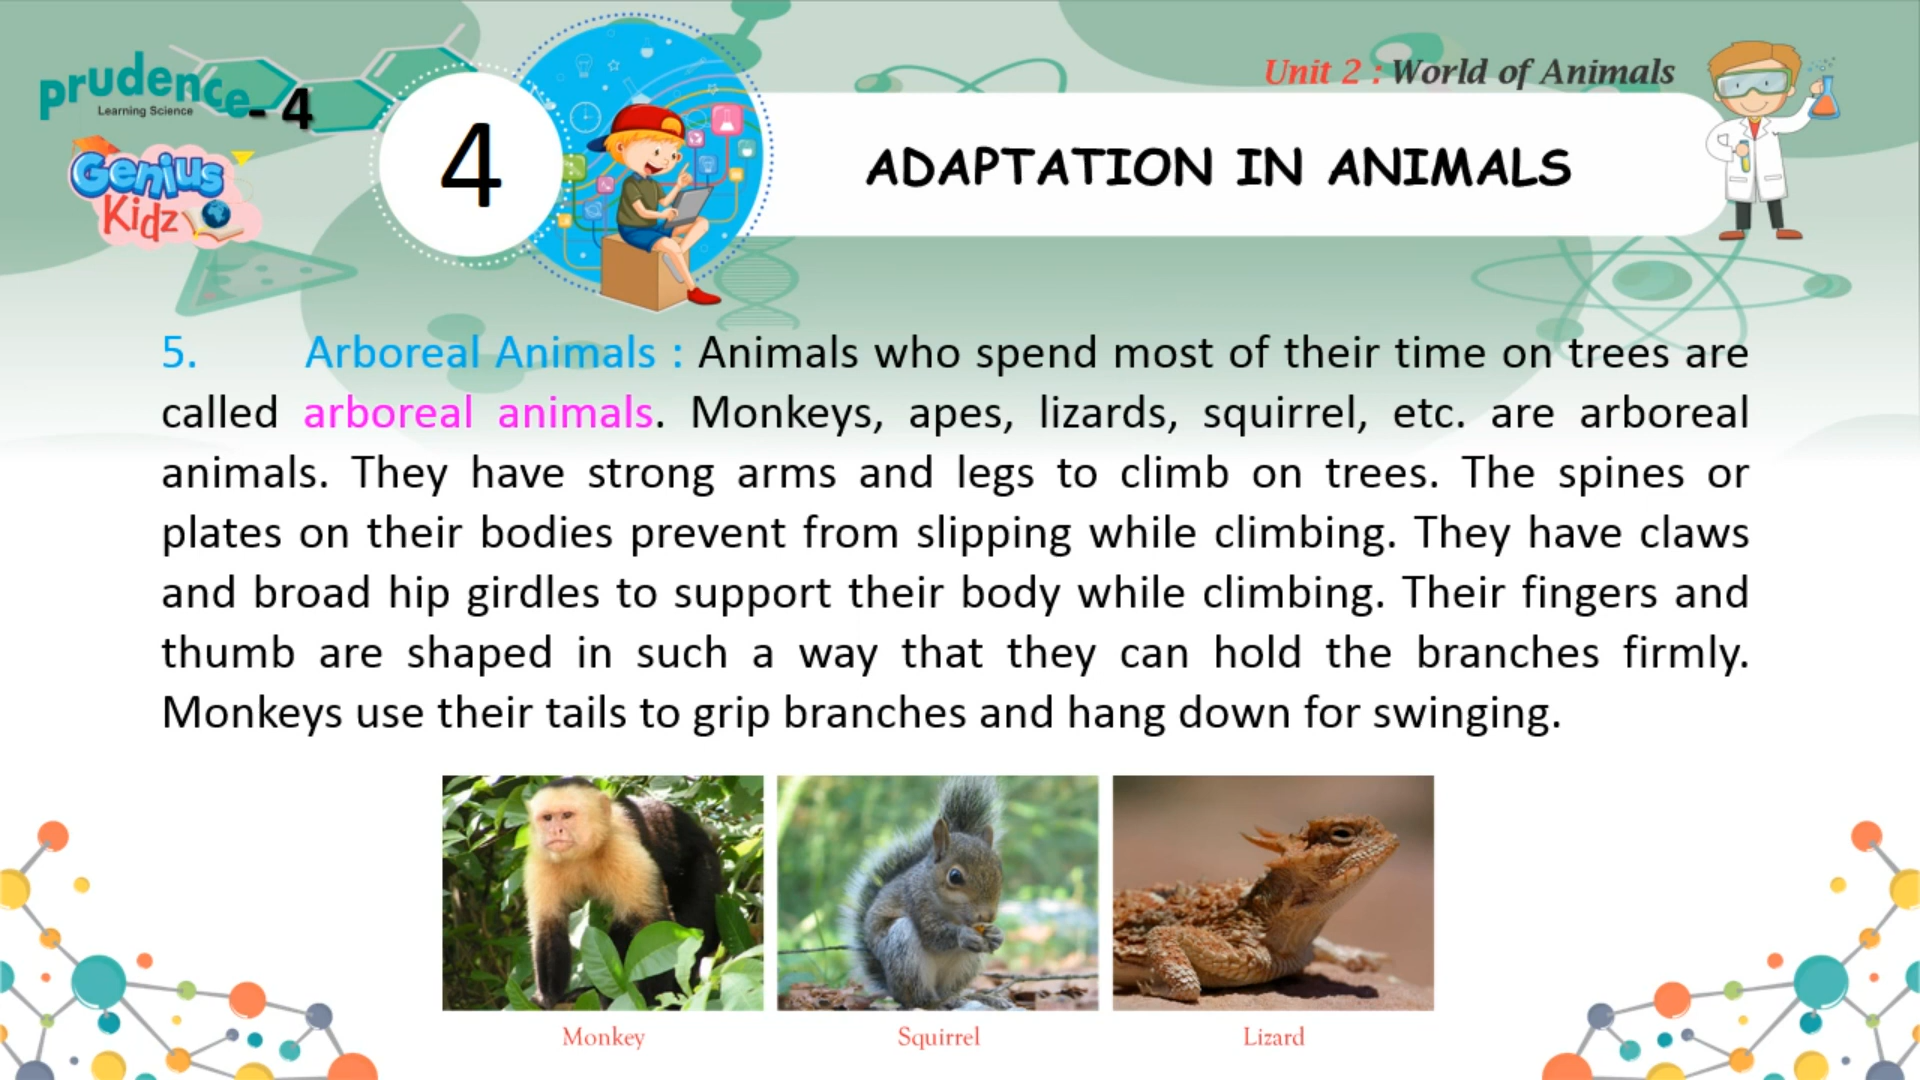 prudence - 4
Learning Science
Genius
Kidz
4
Unit 2 : World of Animals
ADAPTATION IN ANIMALS
5. Arboreal Animals : Animals who spend most of their time on trees are
called arboreal animals. Monkeys, apes, lizards, squirrel, etc. are arboreal
animals. They have strong arms and legs to climb on trees. The spines or
plates on their bodies prevent from slipping while climbing. They have claws
and broad hip girdles to support their body while climbing. Their fingers and
thumb are shaped in such a way that they can hold the branches firmly.
Monkeys use their tails to grip branches and hang down for swinging.
Monkey
Squirrel
Lizard